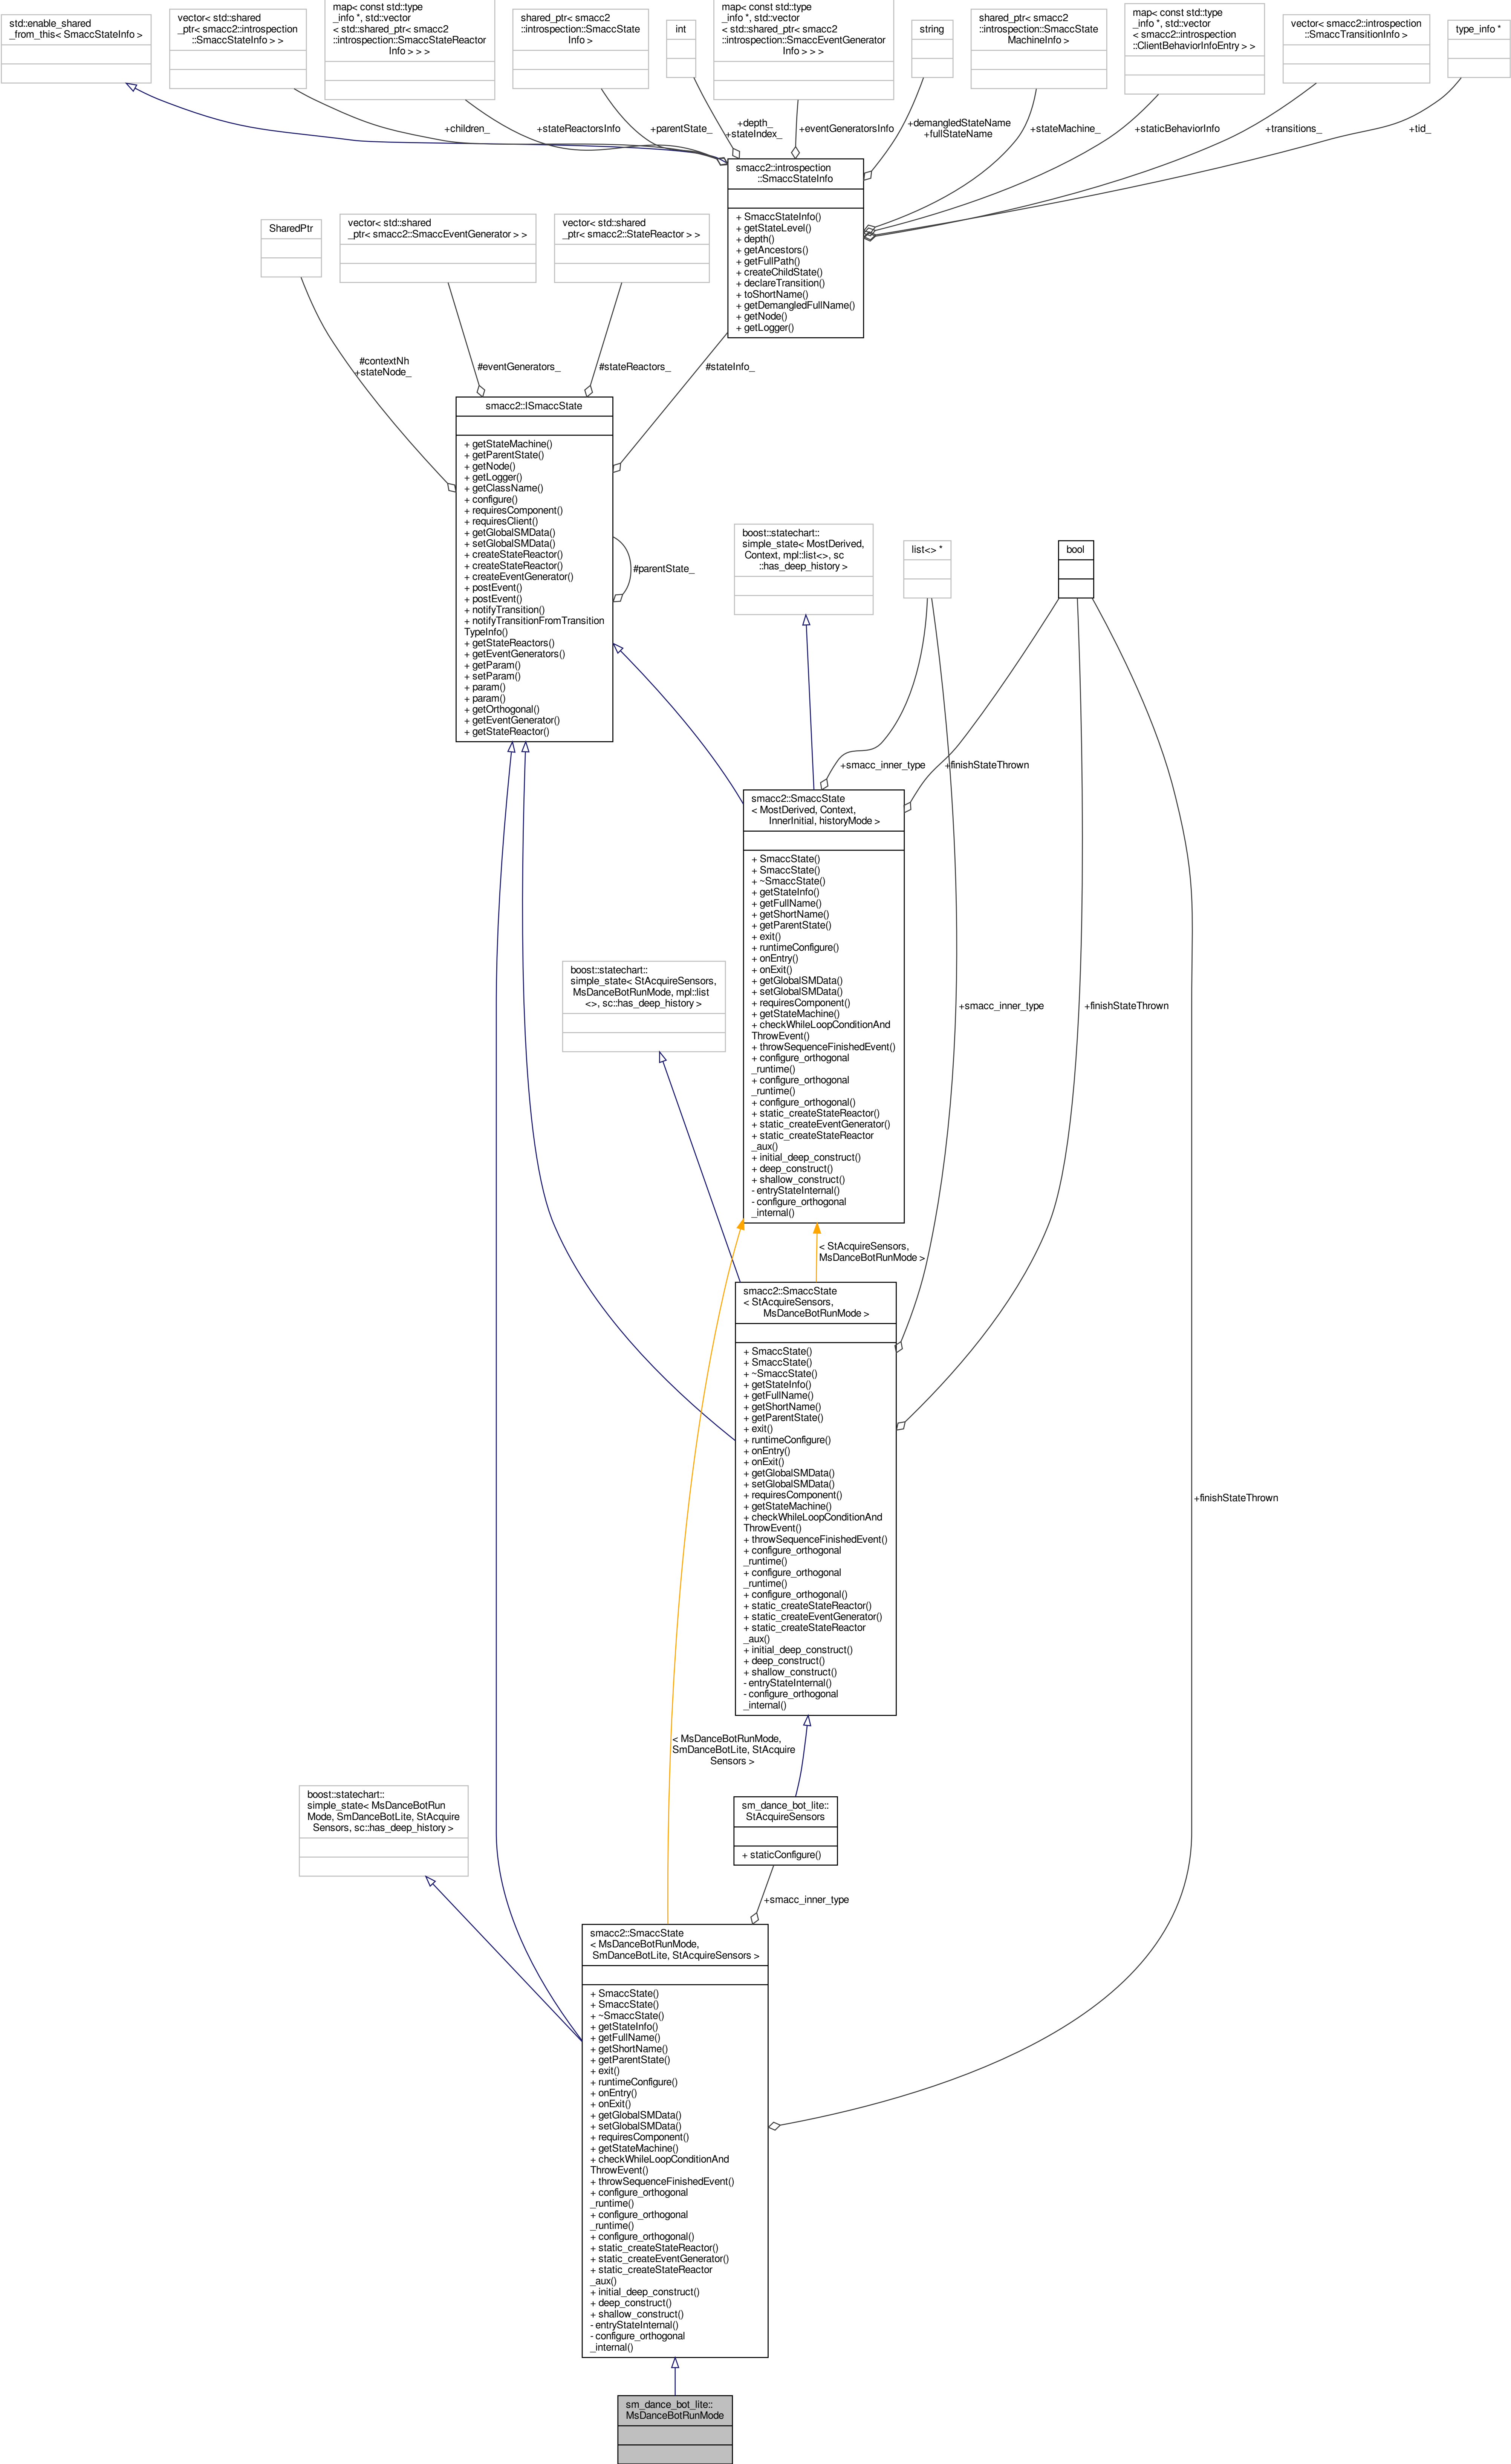 std::enable_shared
_from_this< SmaccStateInfo >
vector< std::shared
_ptr< smacc2::introspection
::SmaccStateInfo > >
map< const std::type
_info *, std::vector
< std::shared_ptr< smacc2
::introspection::SmaccStateReactor
Info > > >
shared_ptr< smacc2
::introspection::SmaccState
Info >
int
map< const std::type
_info *, std::vector
< std::shared_ptr< smacc2
::introspection::SmaccEventGenerator
Info > > >
string
shared_ptr< smacc2
::introspection::SmaccState
MachineInfo >
map< const std::type
_info *, std::vector
< smacc2::introspection
::ClientBehaviorInfoEntry > >
vector< smacc2::introspection
::SmaccTransitionInfo >
type_info *
+children_
+stateReactorsInfo
+parentState_
+depth_
+stateIndex_
+eventGeneratorsInfo
+demangledStateName
+fullStateName
+stateMachine_
+staticBehaviorInfo
+transitions_
+tid_
smacc2::introspection
::SmaccStateInfo
+ SmaccStateInfo()
+ getStateLevel()
+ depth()
+ getAncestors()
+ getFullPath()
+ createChildState()
+ declareTransition()
+ toShortName()
+ getDemangledFullName()
+ getNode()
+ getLogger()
SharedPtr
vector< std::shared
_ptr< smacc2::SmaccEventGenerator > >
vector< std::shared
_ptr< smacc2::StateReactor > >
#contextNh
+stateNode_
#eventGenerators_
#stateReactors_
#stateInfo_
smacc2::ISmaccState
+ getStateMachine()
+ getParentState()
+ getNode()
+ getLogger()
+ getClassName()
+ configure()
+ requiresComponent()
+ requiresClient()
+ getGlobalSMData()
+ setGlobalSMData()
+ createStateReactor()
+ createStateReactor()
+ createEventGenerator()
+ postEvent()
+ postEvent()
+ notifyTransition()
+ notifyTransitionFromTransition
TypeInfo()
+ getStateReactors()
+ getEventGenerators()
+ getParam()
+ setParam()
+ param()
+ param()
+ getOrthogonal()
+ getEventGenerator()
+ getStateReactor()
#parentState_
boost::statechart::
simple_state< MostDerived,
Context, mpl::list<>, sc
::has_deep_history >
list<> *
bool
+smacc_inner_type
+finishStateThrown
smacc2::SmaccState
< MostDerived, Context,
InnerInitial, historyMode >
+ SmaccState()
+ SmaccState()
+ ~SmaccState()
+ getStateInfo()
+ getFullName()
+ getShortName()
+ getParentState()
+ exit()
+ runtimeConfigure()
+ onEntry()
+ onExit()
+ getGlobalSMData()
+ setGlobalSMData()
+ requiresComponent()
+ getStateMachine()
+ checkWhileLoopConditionAnd
ThrowEvent()
+ throwSequenceFinishedEvent()
+ configure_orthogonal
_runtime()
+ configure_orthogonal
_runtime()
+ configure_orthogonal()
+ static_createStateReactor()
+ static_createEventGenerator()
+ static_createStateReactor
_aux()
+ initial_deep_construct()
+ deep_construct()
+ shallow_construct()
- entryStateInternal()
- configure_orthogonal
_internal()
boost::statechart::
simple_state< StAcquireSensors,
MsDanceBotRunMode, mpl::list
<>, sc::has_deep_history >
+smacc_inner_type
+finishStateThrown
< StAcquireSensors,
MsDanceBotRunMode >
smacc2::SmaccState
< StAcquireSensors,
MsDanceBotRunMode >
+ SmaccState()
+ SmaccState()
+ ~SmaccState()
+ getStateInfo()
+ getFullName()
+ getShortName()
+ getParentState()
+ exit()
+ runtimeConfigure()
+ onEntry()
+ onExit()
+ getGlobalSMData()
+ setGlobalSMData()
+ requiresComponent()
+ getStateMachine()
+ checkWhileLoopConditionAnd
ThrowEvent()
+ throwSequenceFinishedEvent()
+ configure_orthogonal
_runtime()
+ configure_orthogonal
_runtime()
+ configure_orthogonal()
+ static_createStateReactor()
+ static_createEventGenerator()
+ static_createStateReactor
_aux()
+ initial_deep_construct()
+ deep_construct()
+ shallow_construct()
- entryStateInternal()
- configure_orthogonal
_internal()
+finishStateThrown
< MsDanceBotRunMode,
SmDanceBotLite, StAcquire
Sensors >
boost::statechart::
simple_state< MsDanceBotRun
Mode, SmDanceBotLite, StAcquire
Sensors, sc::has_deep_history >
sm_dance_bot_lite::
StAcquireSensors
+ staticConfigure()
+smacc_inner_type
smacc2::SmaccState
< MsDanceBotRunMode,
SmDanceBotLite, StAcquireSensors >
+ SmaccState()
+ SmaccState()
+ ~SmaccState()
+ getStateInfo()
+ getFullName()
+ getShortName()
+ getParentState()
+ exit()
+ runtimeConfigure()
+ onEntry()
+ onExit()
+ getGlobalSMData()
+ setGlobalSMData()
+ requiresComponent()
+ getStateMachine()
+ checkWhileLoopConditionAnd
ThrowEvent()
+ throwSequenceFinishedEvent()
+ configure_orthogonal
_runtime()
+ configure_orthogonal
_runtime()
+ configure_orthogonal()
+ static_createStateReactor()
+ static_createEventGenerator()
+ static_createStateReactor
_aux()
+ initial_deep_construct()
+ deep_construct()
+ shallow_construct()
- entryStateInternal()
- configure_orthogonal
_internal()
sm_dance_bot_lite::
MsDanceBotRunMode